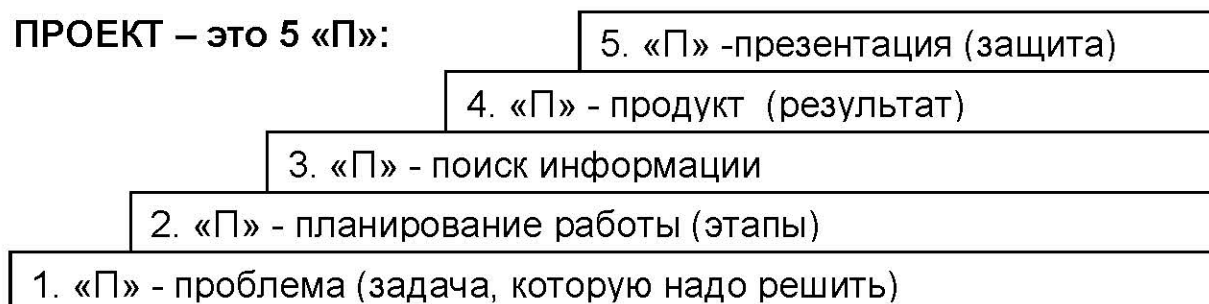 ПРОЕКТ – это 5 «П»:
5. «П» -презентация (защита)
4. «П» - продукт (результат)
3. «П» - поиск информации
2. «П» - планирование работы (этапы)
1. «П» - проблема (задача, которую надо решить)